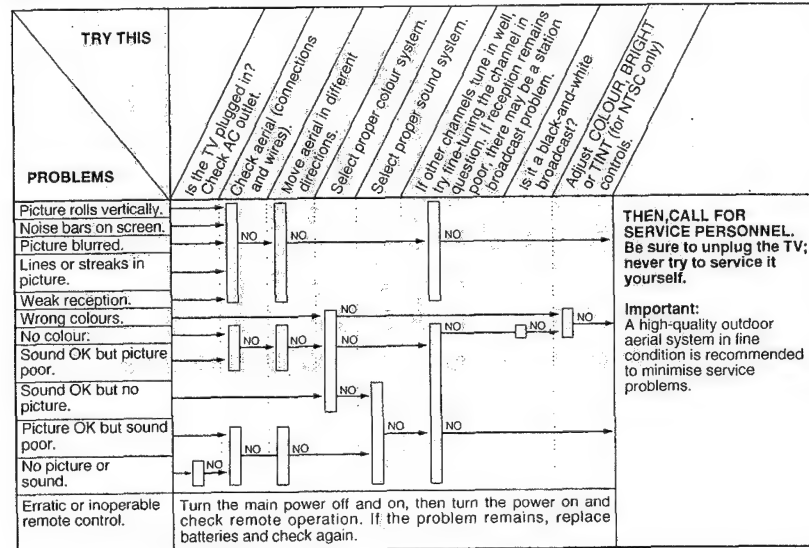 TRY THIS
PROBLEMS
Is the TV plugged in?
Check AC outlet.
Check aerial (connections
and wires).
Move aerial in different
directions.
Select proper colour system.
Select proper sound system.
If other channels tune in well,
try fine-tuning the channel in
question. If reception remains
poor, there may be a station
broadcast problem.
Is it a black-and-white
broadcast?
Adjust COLOUR, BRIGHT
or TINT (for NTSC only)
controls.
Picture rolls vertically.
Noise bars on screen.
NO NO NO
Picture blurred.
Lines or streaks in
picture.
Weak reception.
Wrong colours.
NO NO
No colour.
NO NO NO
Sound OK but picture
poor.
NO NO NO
Sound OK but no
picture.
NO
Picture OK but sound
poor.
NO NO
No picture or
sound.
NO NO NO
Erratic or inoperable
remote control.
Turn the main power off and on, then turn the power on and
check remote operation. If the problem remains, replace
batteries and check again.
THEN,CALL FOR
SERVICE PERSONNEL.
Be sure to unplug the TV;
never try to service it
yourself.
Important:
A high-quality outdoor
aerial system in fine
condition is recommended
to minimise service
problems.